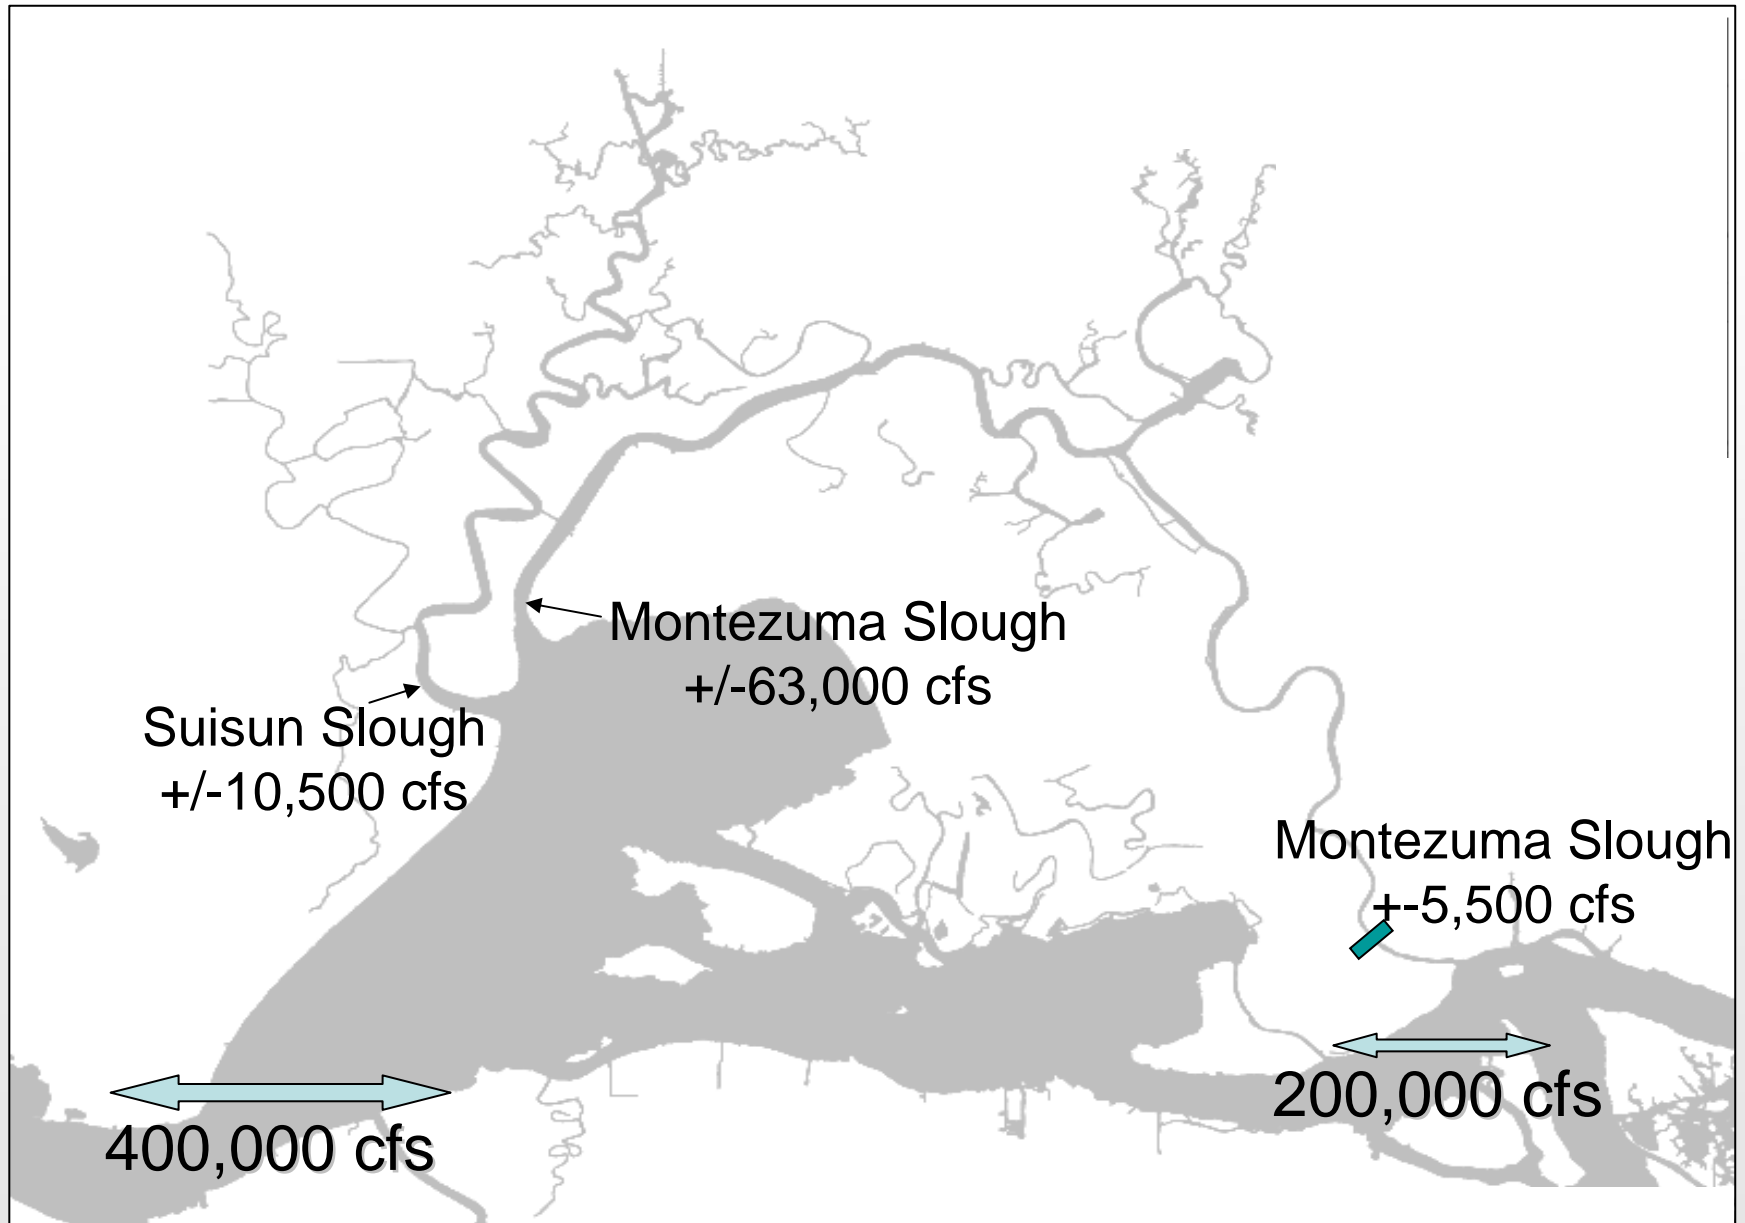 Montezuma Slough
+/-63,000 cfs
Suisun Slough
+/-10,500 cfs
Montezuma Slough
+-5,500 cfs
200,000 cfs
400,000 cfs